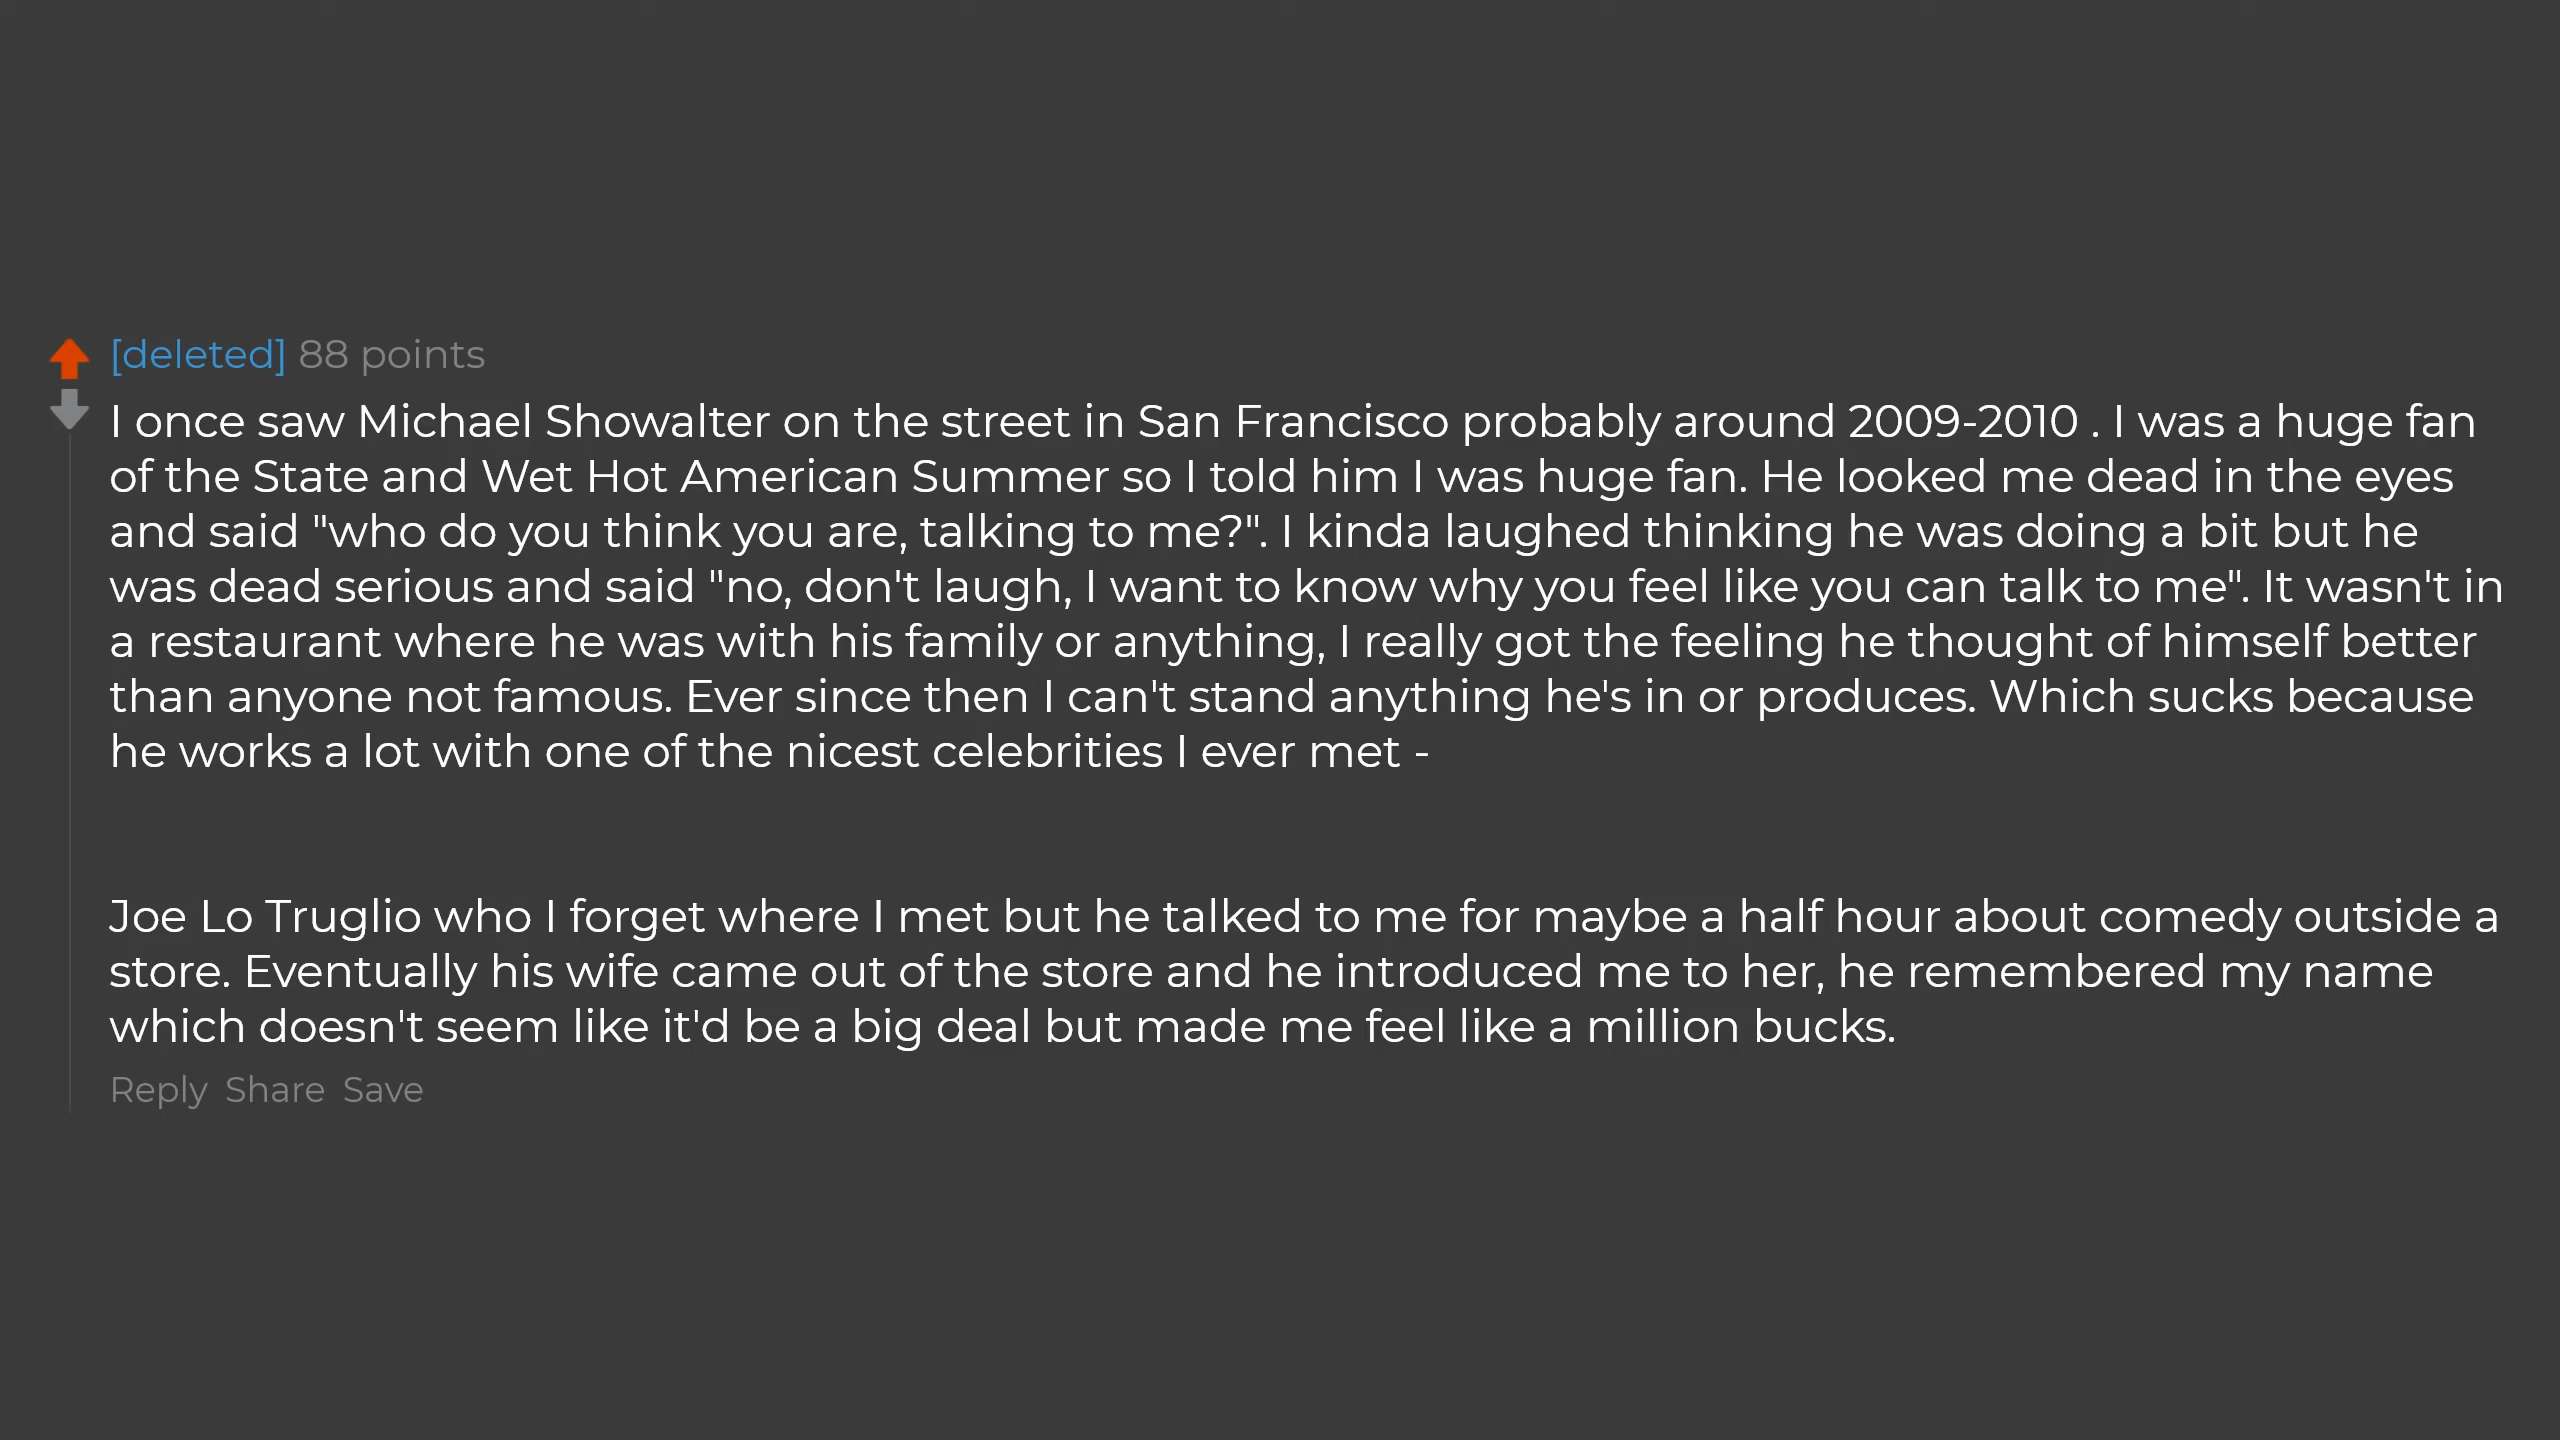 [deleted] 88 points
I once saw Michael Showalter on the street in San Francisco probably around 2009-2010 . I was a huge fan
of the State and Wet Hot American Summer so I told him I was huge fan. He looked me dead in the eyes
and said "who do you think you are, talking to me?". I kinda laughed thinking he was doing a bit but he
was dead serious and said "no, don't laugh, I want to know why you feel like you can talk to me". It wasn't in
a restaurant where he was with his family or anything, I really got the feeling he thought of himself better
than anyone not famous. Ever since then I can't stand anything he's in or produces. Which sucks because
he works a lot with one of the nicest celebrities I ever met -
Joe Lo Truglio who I forget where I met but he talked to me for maybe a half hour about comedy outside a
store. Eventually his wife came out of the store and he introduced me to her, he remembered my name
which doesn't seem like it'd be a big deal but made me feel like a million bucks.
Reply Share Save